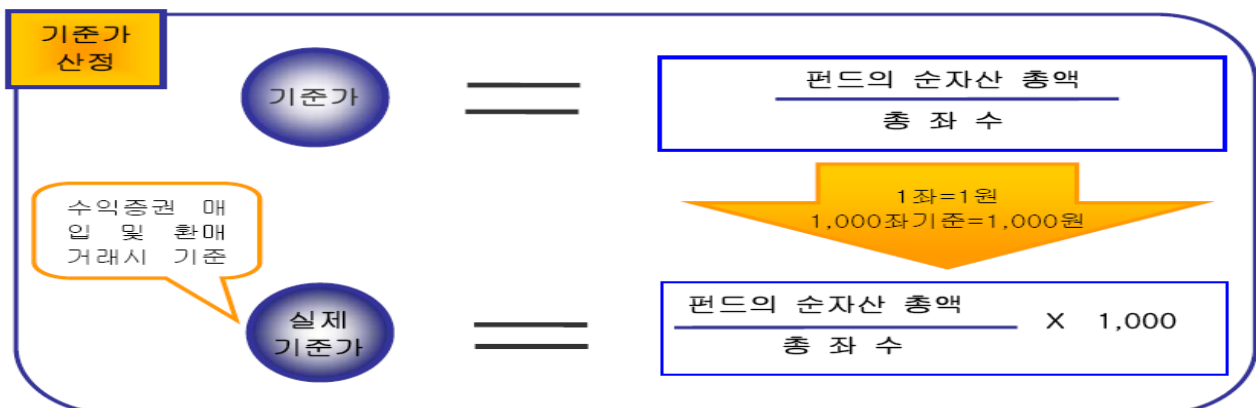 기준가
산정
기준가
펀드의 순자산 총액
총 좌 수
1좌=1원
1,000좌기준=1,000원
수익증권 매
입 및 환매
거래시 기준
실제
기준가
펀드의 순자산 총액
총 좌 수
X 1,000